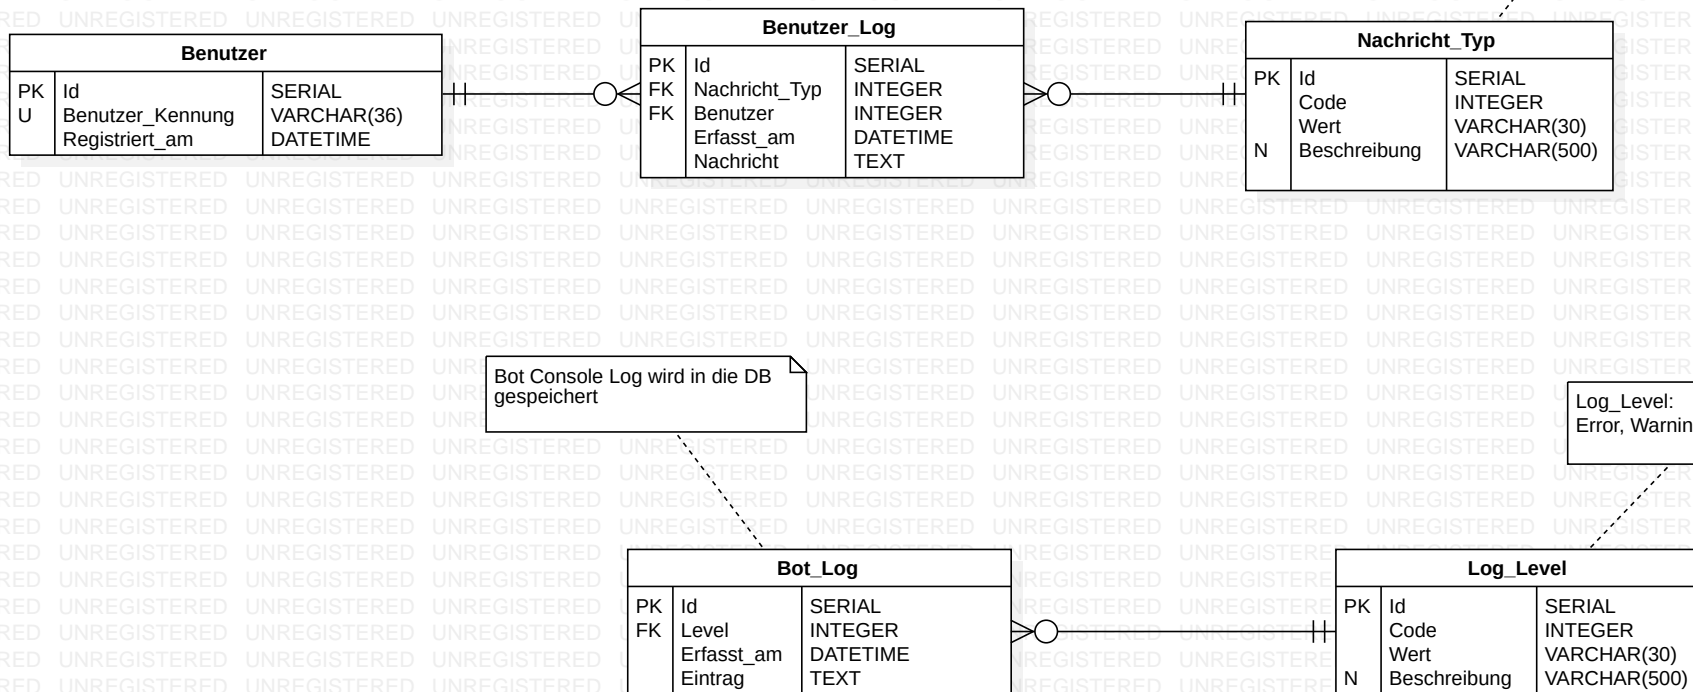 Benutzer
PK Id SERIAL
U Benutzer_Kennung VARCHAR(36)
Registriert_am DATETIME
Benutzer_Log
PK Id SERIAL
FK Nachricht_Typ INTEGER
FK Benutzer INTEGER
Erfasst_am DATETIME
Nachricht TEXT
Nachricht_Typ
PK Id SERIAL
Code INTEGER
Wert VARCHAR(30)
N Beschreibung VARCHAR(500)
Bot Console Log wird in die DB
gespeichert
Log_Level:
Error, Warnin
Bot_Log
PK Id SERIAL
FK Level INTEGER
Erfasst_am DATETIME
Eintrag TEXT
Log_Level
PK Id SERIAL
Code INTEGER
Wert VARCHAR(30)
N Beschreibung VARCHAR(500)
UNREGISTERED